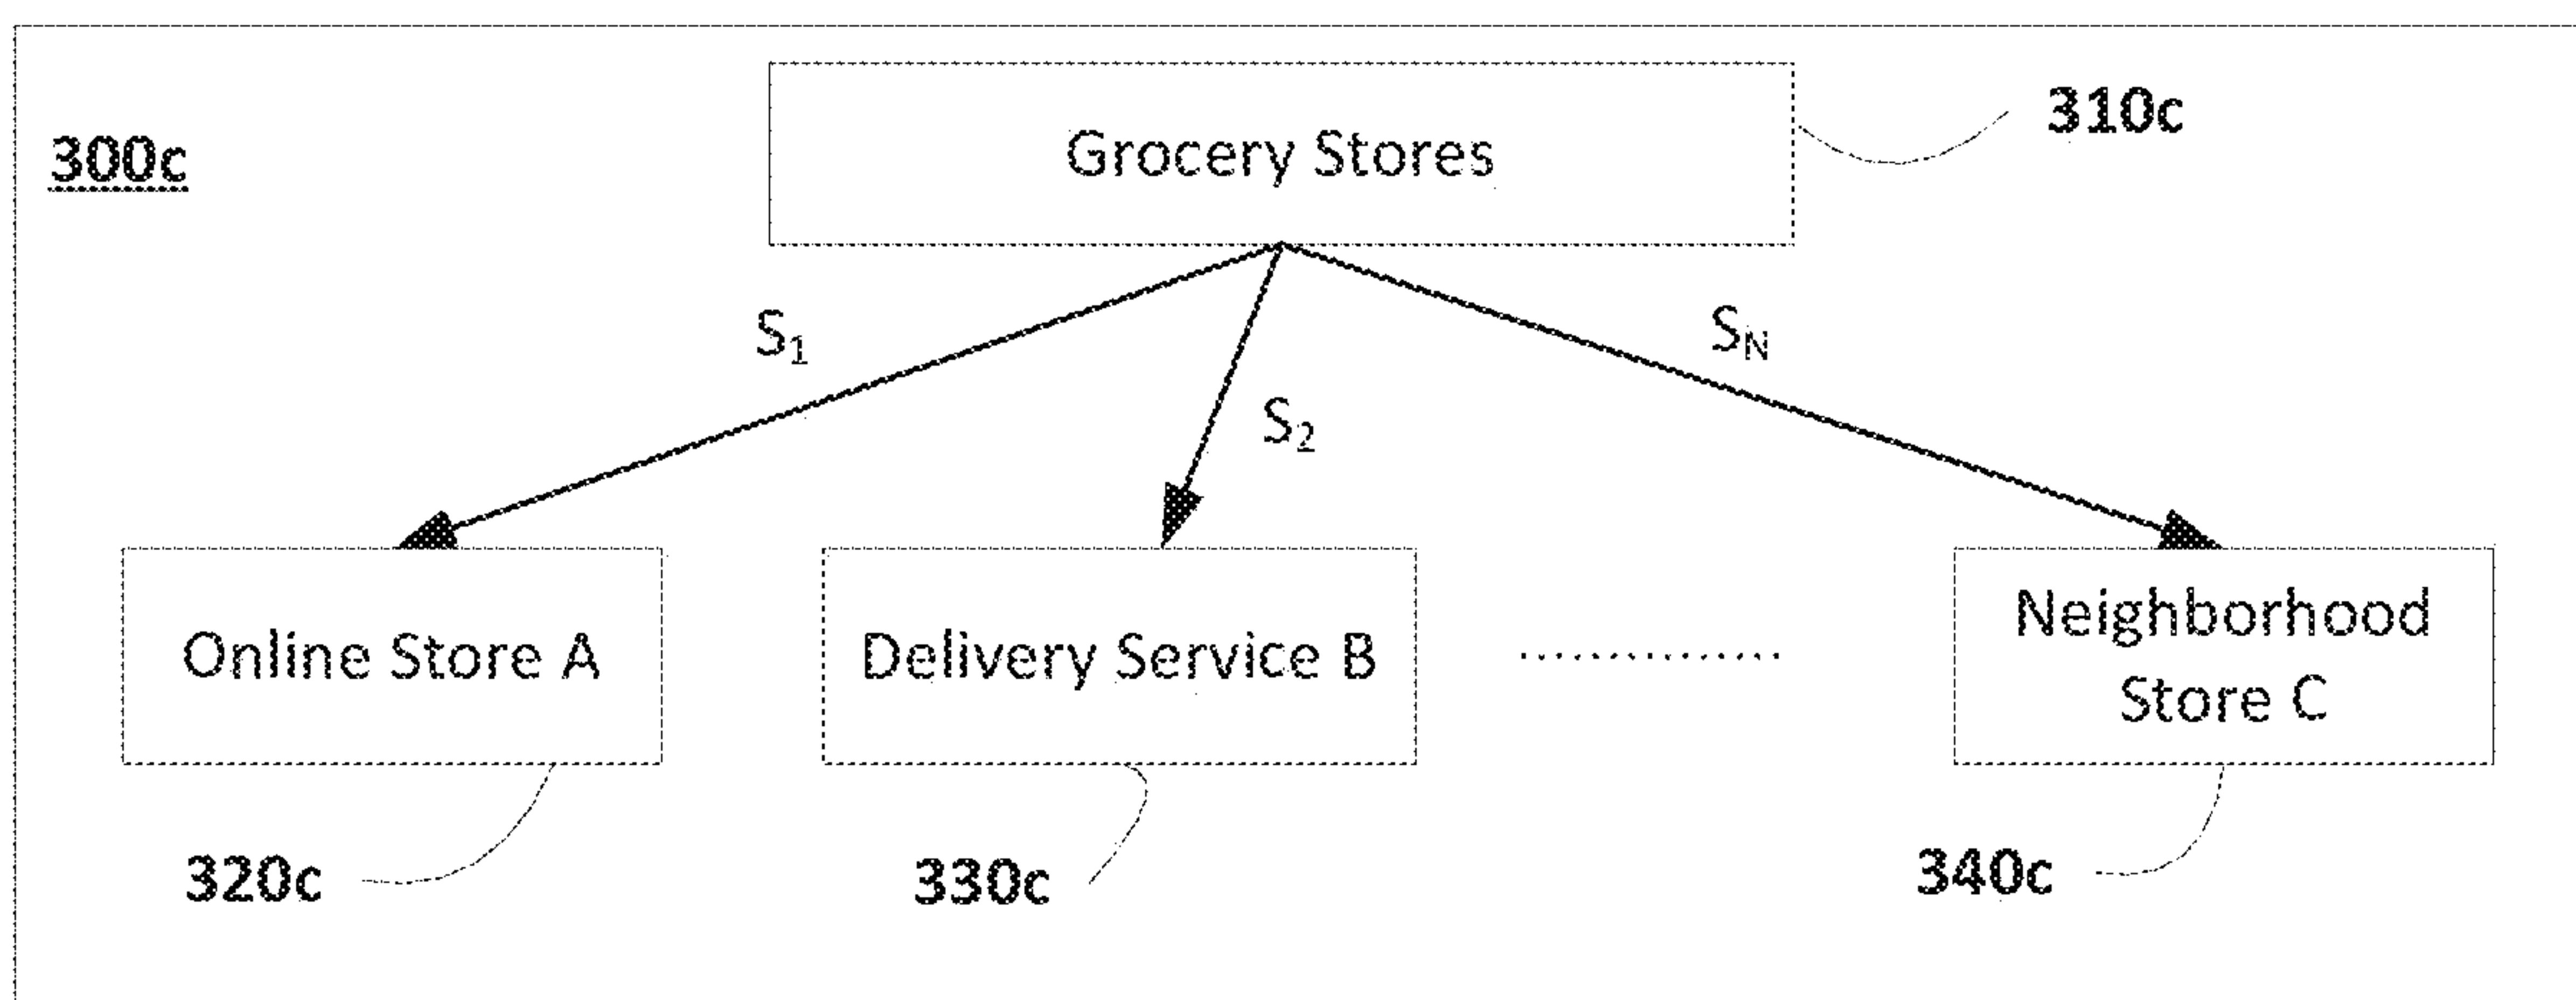 310c
Grocery Stores
300c
S₁
Sₙ
S₂
Online Store A
Delivery Service B
...............
Neighborhood
Store C
320c
330c
340c